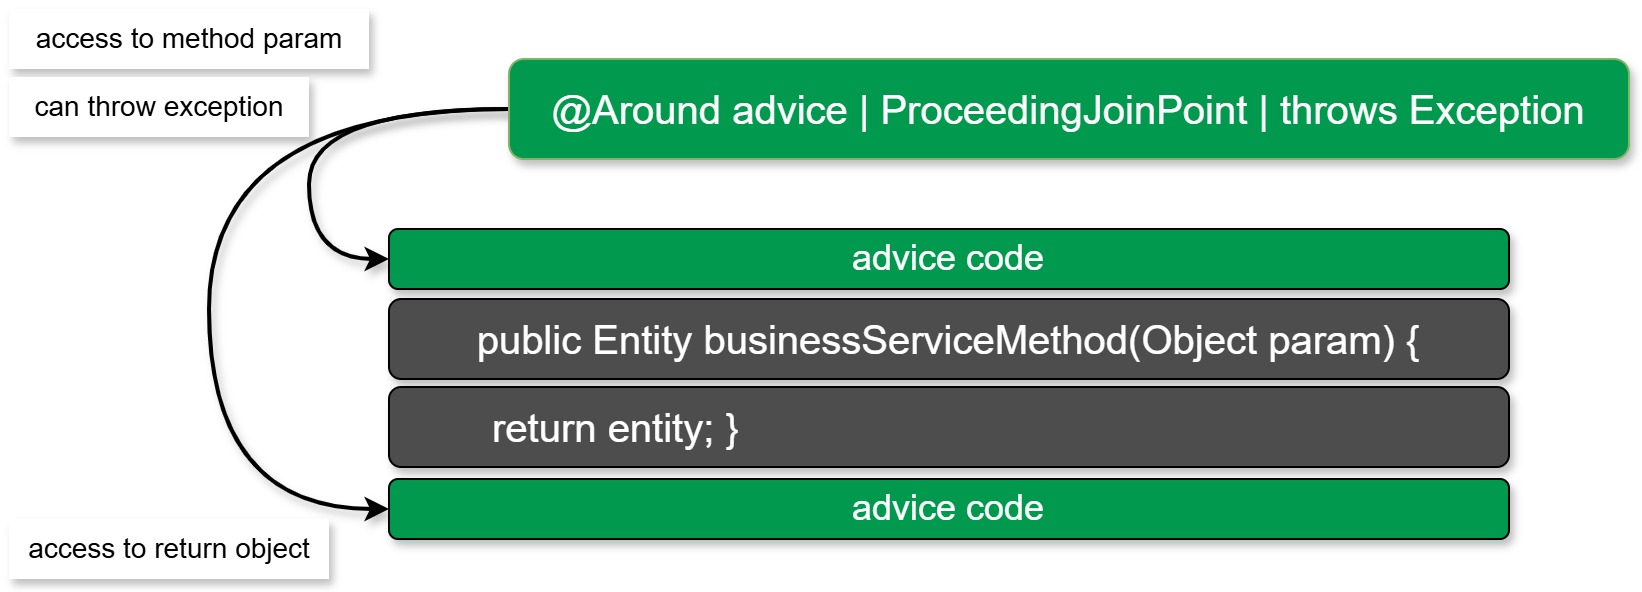 access to method param
can throw exception
@Around advice | ProceedingJoinPoint | throws Exception
advice code
public Entity businessServiceMethod(Object param) {
return entity; }
advice code
access to return object